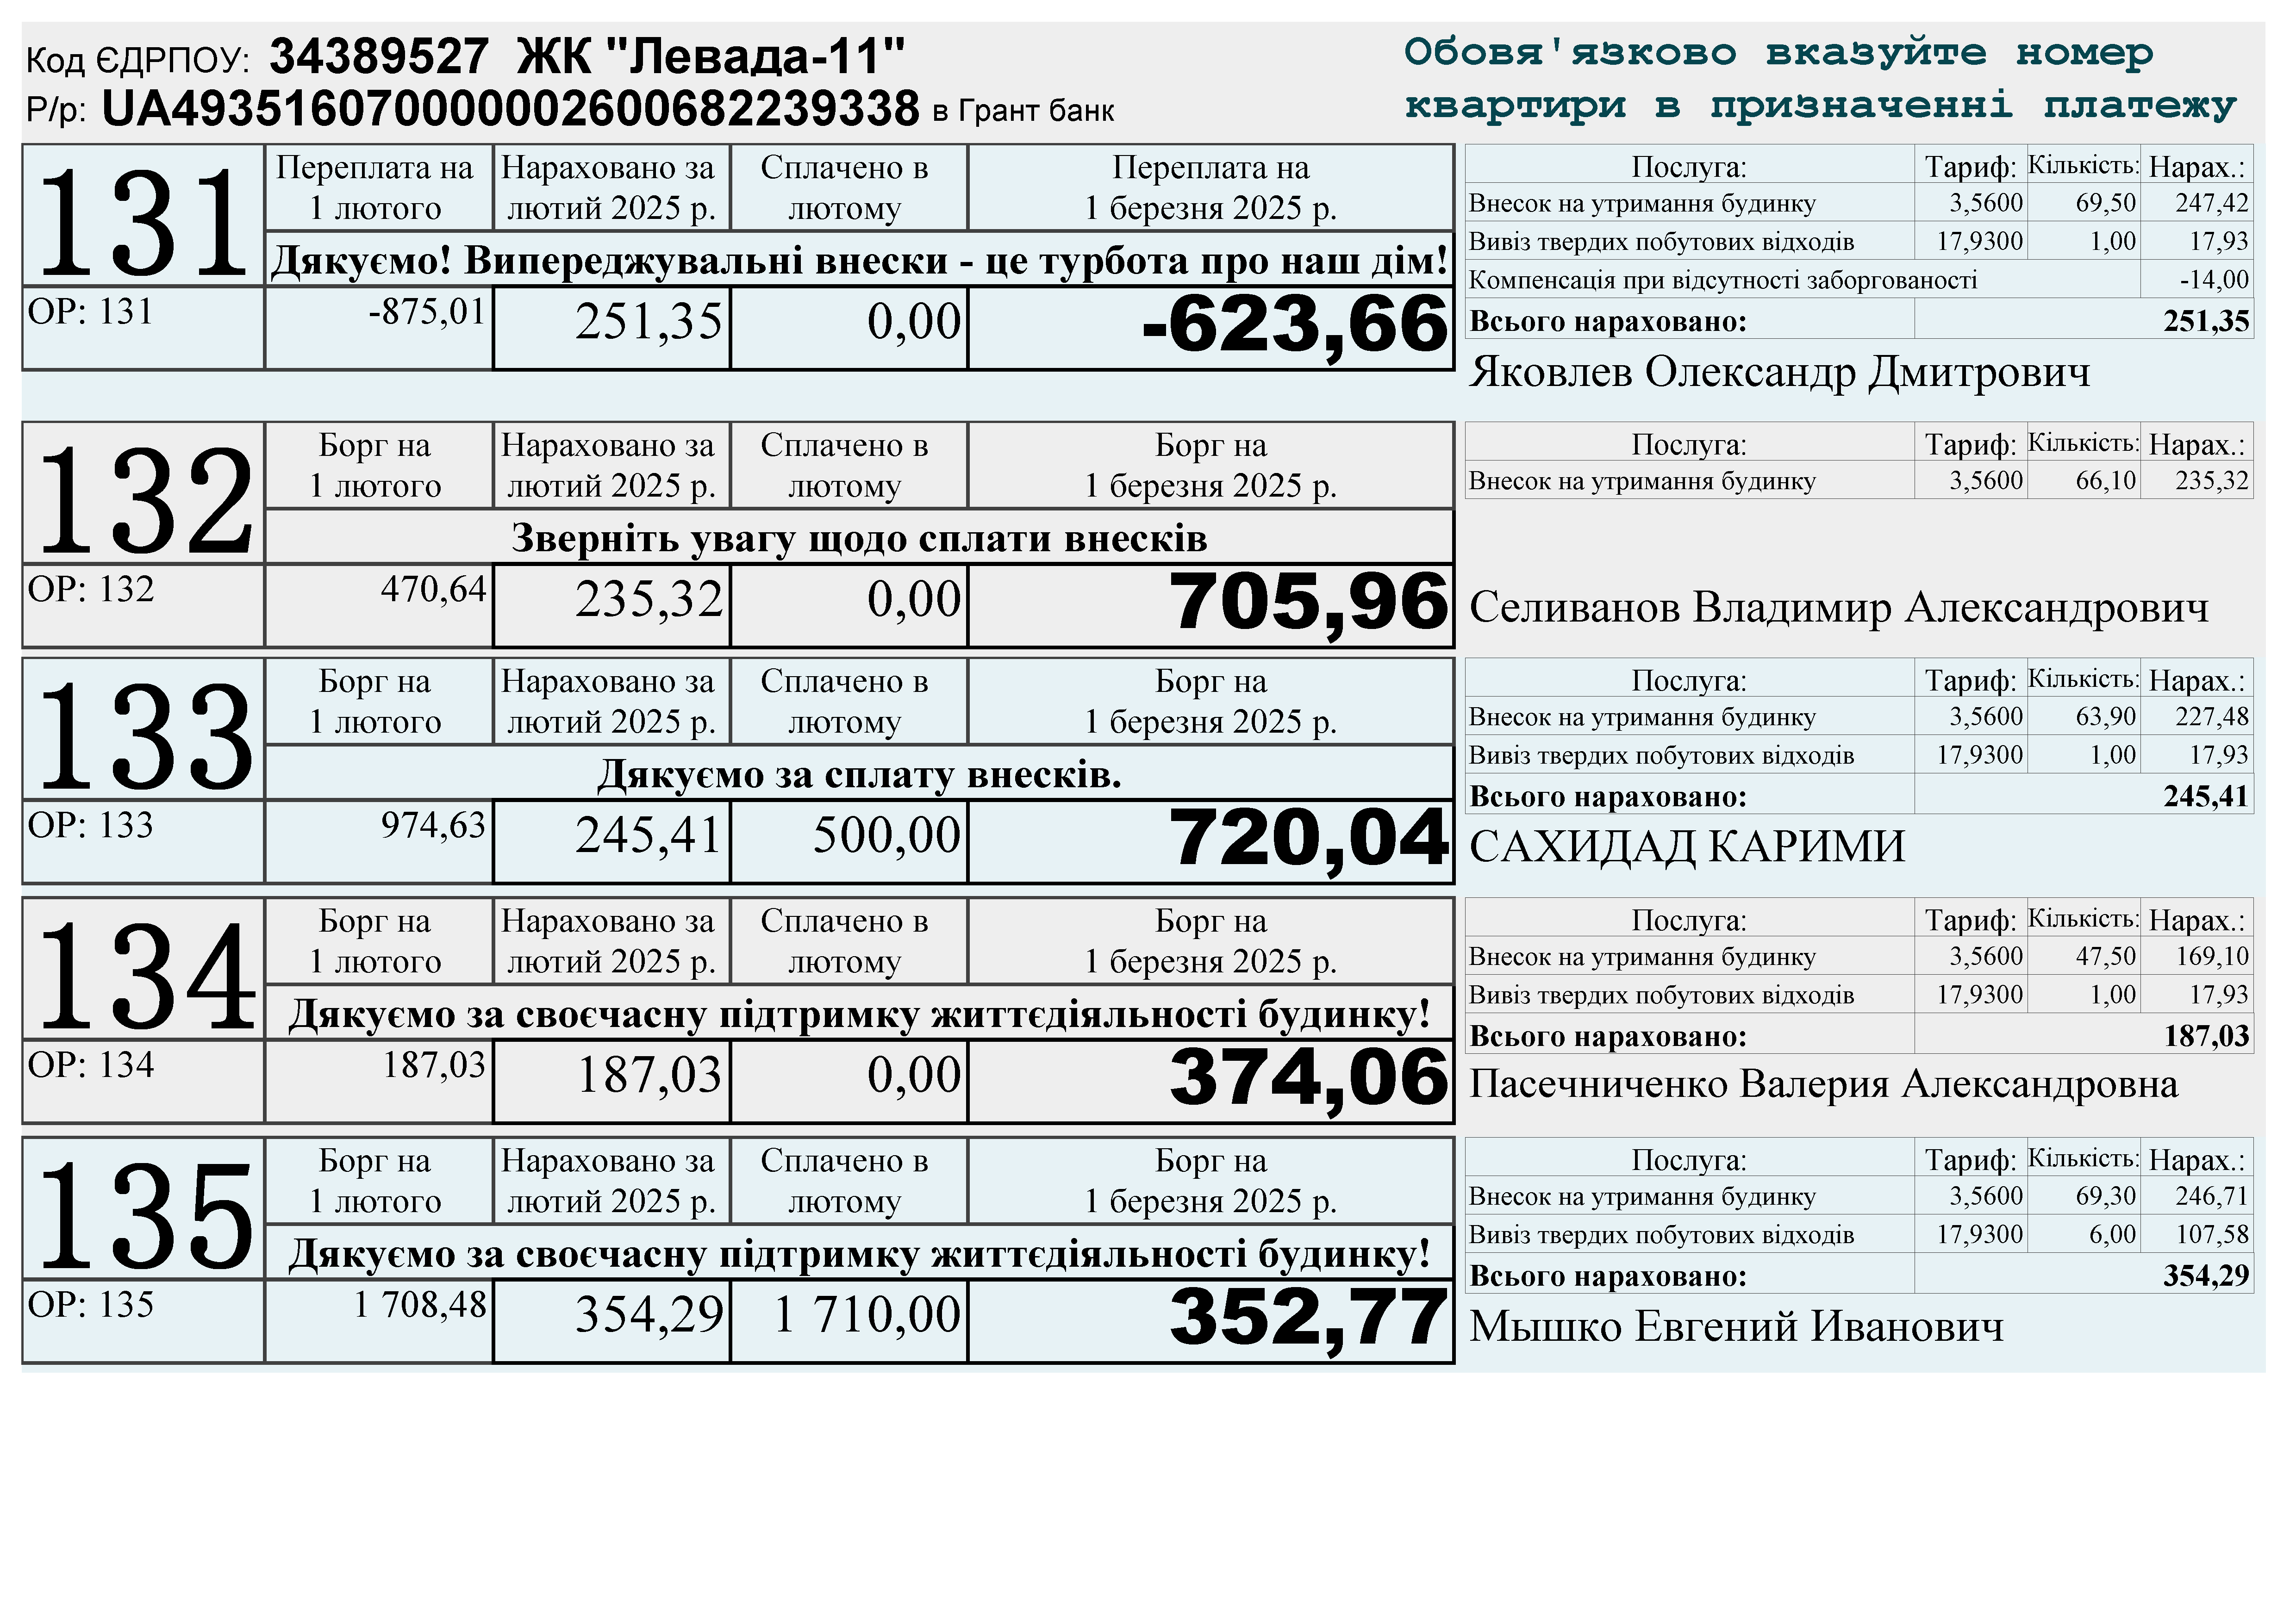 Код ЄДРПОУ: 34389527 ЖК "Левада-11"
Р/р: UA493516070000002600682239338 в Грант банк
Обовя'язково вказуйте номер
квартири в призначенні платежу
131
Переплата на 1 лютого
Нараховано за лютий 2025 р.
Сплачено в лютому
Переплата на 1 березня 2025 р.
Дякуємо! Випереджувальні внески - це турбота про наш дім!
ОР: 131 -875,01 251,35 0,00 -623,66
Послуга: Тариф: Кількість: Нарах.:
Внесок на утримання будинку 3,5600 69,50 247,42
Вивіз твердих побутових відходів 17,9300 1,00 17,93
Компенсація при відсутності заборгованості -14,00
Всього нараховано: 251,35
Яковлев Олександр Дмитрович
132
Борг на 1 лютого
Нараховано за лютий 2025 р.
Сплачено в лютому
Борг на 1 березня 2025 р.
Зверніть увагу щодо сплати внесків
ОР: 132 470,64 235,32 0,00 705,96
Послуга: Тариф: Кількість: Нарах.:
Внесок на утримання будинку 3,5600 66,10 235,32
Селиванов Владимир Александрович
133
Борг на 1 лютого
Нараховано за лютий 2025 р.
Сплачено в лютому
Борг на 1 березня 2025 р.
Дякуємо за сплату внесків.
ОР: 133 974,63 245,41 500,00 720,04
Послуга: Тариф: Кількість: Нарах.:
Внесок на утримання будинку 3,5600 63,90 227,48
Вивіз твердих побутових відходів 17,9300 1,00 17,93
Всього нараховано: 245,41
САХИДАД КАРИМИ
134
Борг на 1 лютого
Нараховано за лютий 2025 р.
Сплачено в лютому
Борг на 1 березня 2025 р.
Дякуємо за своєчасну підтримку життєдіяльності будинку!
ОР: 134 187,03 187,03 0,00 374,06
Послуга: Тариф: Кількість: Нарах.:
Внесок на утримання будинку 3,5600 47,50 169,10
Вивіз твердих побутових відходів 17,9300 1,00 17,93
Всього нараховано: 187,03
Пасечниченко Валерия Александровна
135
Борг на 1 лютого
Нараховано за лютий 2025 р.
Сплачено в лютому
Борг на 1 березня 2025 р.
Дякуємо за своєчасну підтримку життєдіяльності будинку!
ОР: 135 1 708,48 354,29 1 710,00 352,77
Послуга: Тариф: Кількість: Нарах.:
Внесок на утримання будинку 3,5600 69,30 246,71
Вивіз твердих побутових відходів 17,9300 6,00 107,58
Всього нараховано: 354,29
Мышко Евгений Иванович